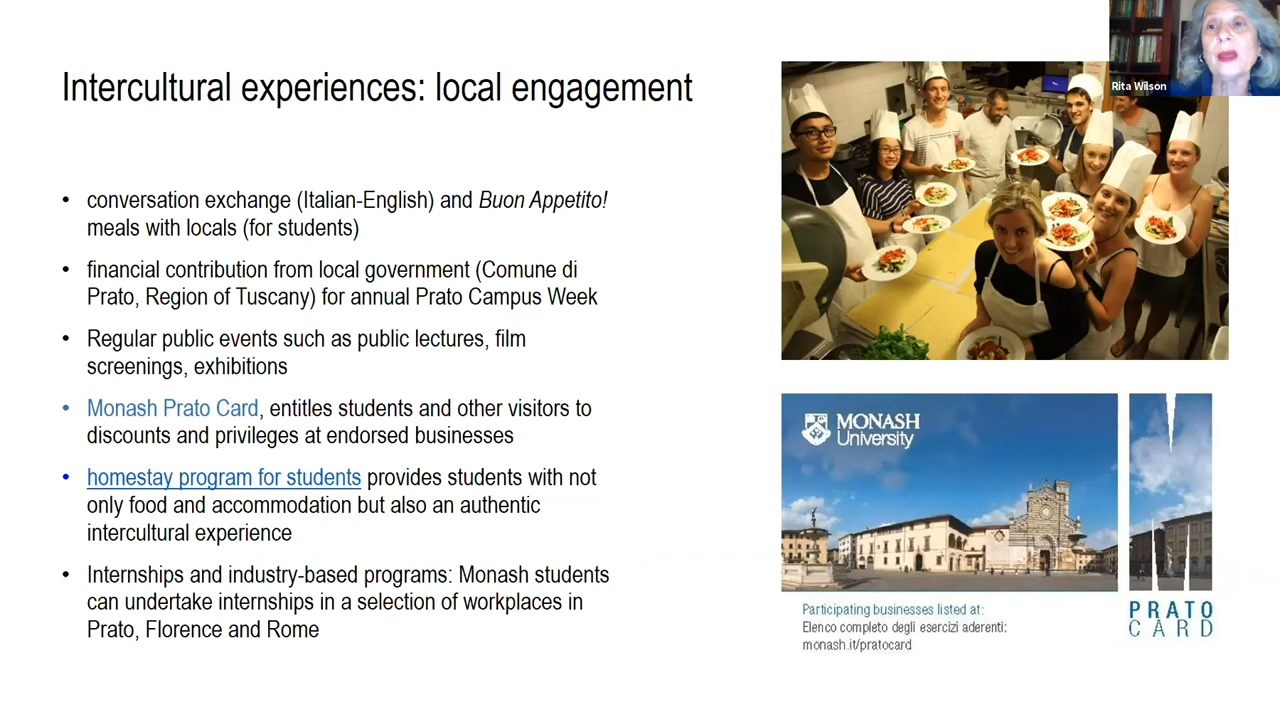 Rita Wilson
Intercultural experiences: local engagement
• conversation exchange (Italian-English) and Buon Appetito!
meals with locals (for students)
• financial contribution from local government (Comune di
Prato, Region of Tuscany) for annual Prato Campus Week
• Regular public events such as public lectures, film
screenings, exhibitions
• Monash Prato Card, entitles students and other visitors to
discounts and privileges at endorsed businesses
• homestay program for students provides students with not
only food and accommodation but also an authentic
intercultural experience
• Internships and industry-based programs: Monash students
can undertake internships in a selection of workplaces in
Prato, Florence and Rome
MONASH
University
Participating businesses listed at:
Elenco completo degli esercizi aderenti:
monash.it/pratocard
PRATO
CARD